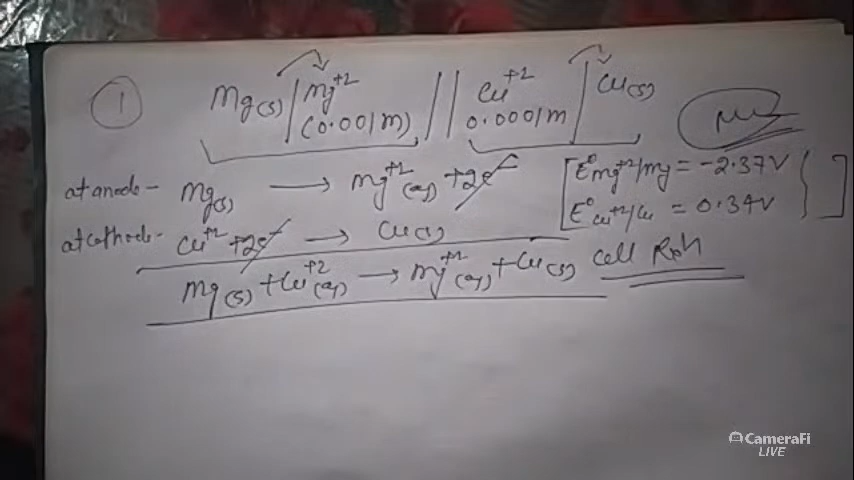 ①
Mg(s) | Mg+2 (0.001M) || Cu+2 0.0001M | Cu(s)
[E°Mg+2/Mg = -2.37V
E°Cu+2/Cu = 0.34V]
at anode - Mg(s) → Mg+2(aq) + 2e-
at cathode - Cu+2 + 2e- → Cu(s)
Mg(s) + Cu+2(aq) → Mg+2(aq) + Cu(s) cell Rxn
CameraFi
LIVE